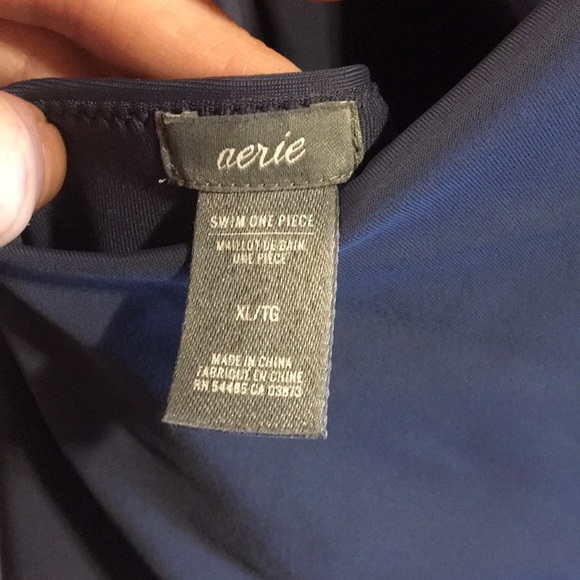 aerie
SWIM ONE PIECE
MAILLOT DE BAIN
UNE PIÈCE
XL/TG
MADE IN CHINA
FABRIQUÉ EN CHINE
RN 54485 CA 03873